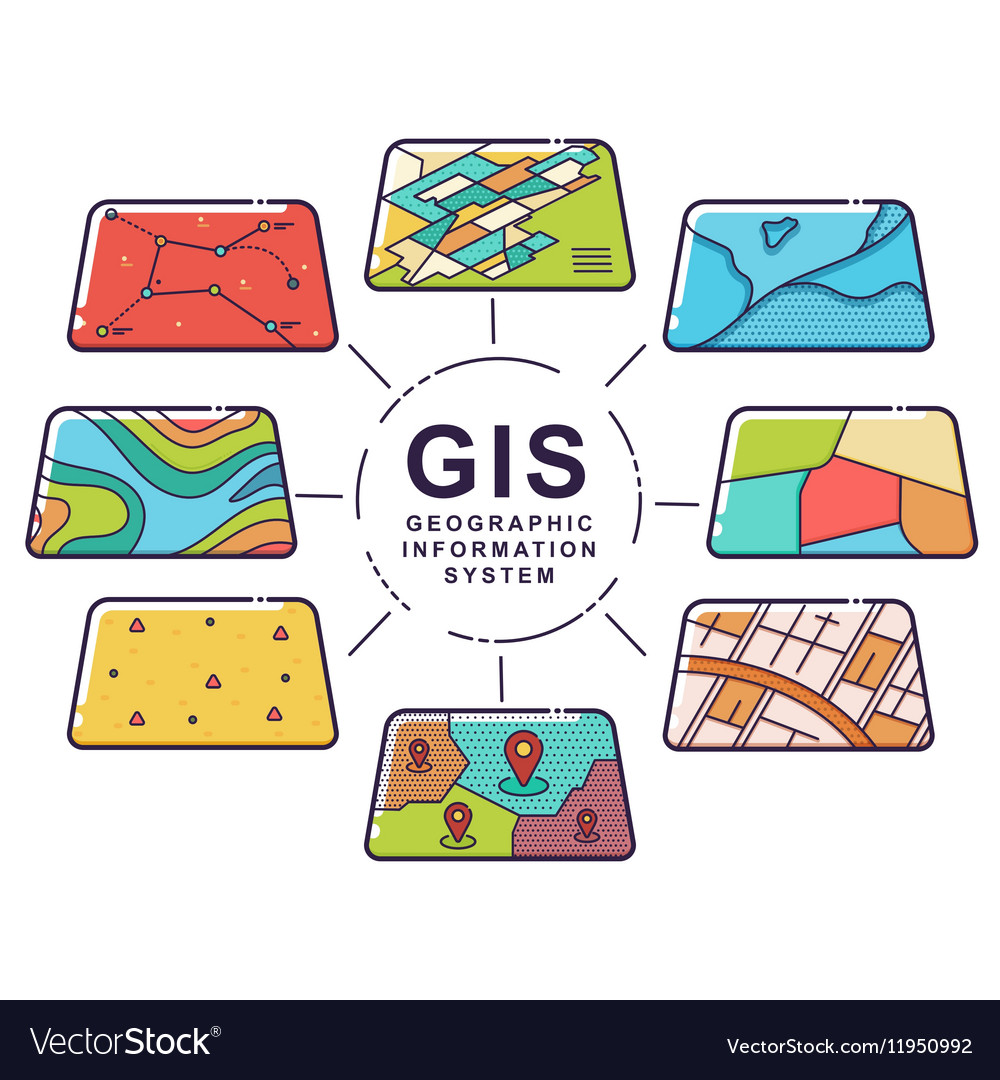 GIS
GEOGRAPHIC
INFORMATION
SYSTEM
VectorStock®
VectorStock.com/11950992